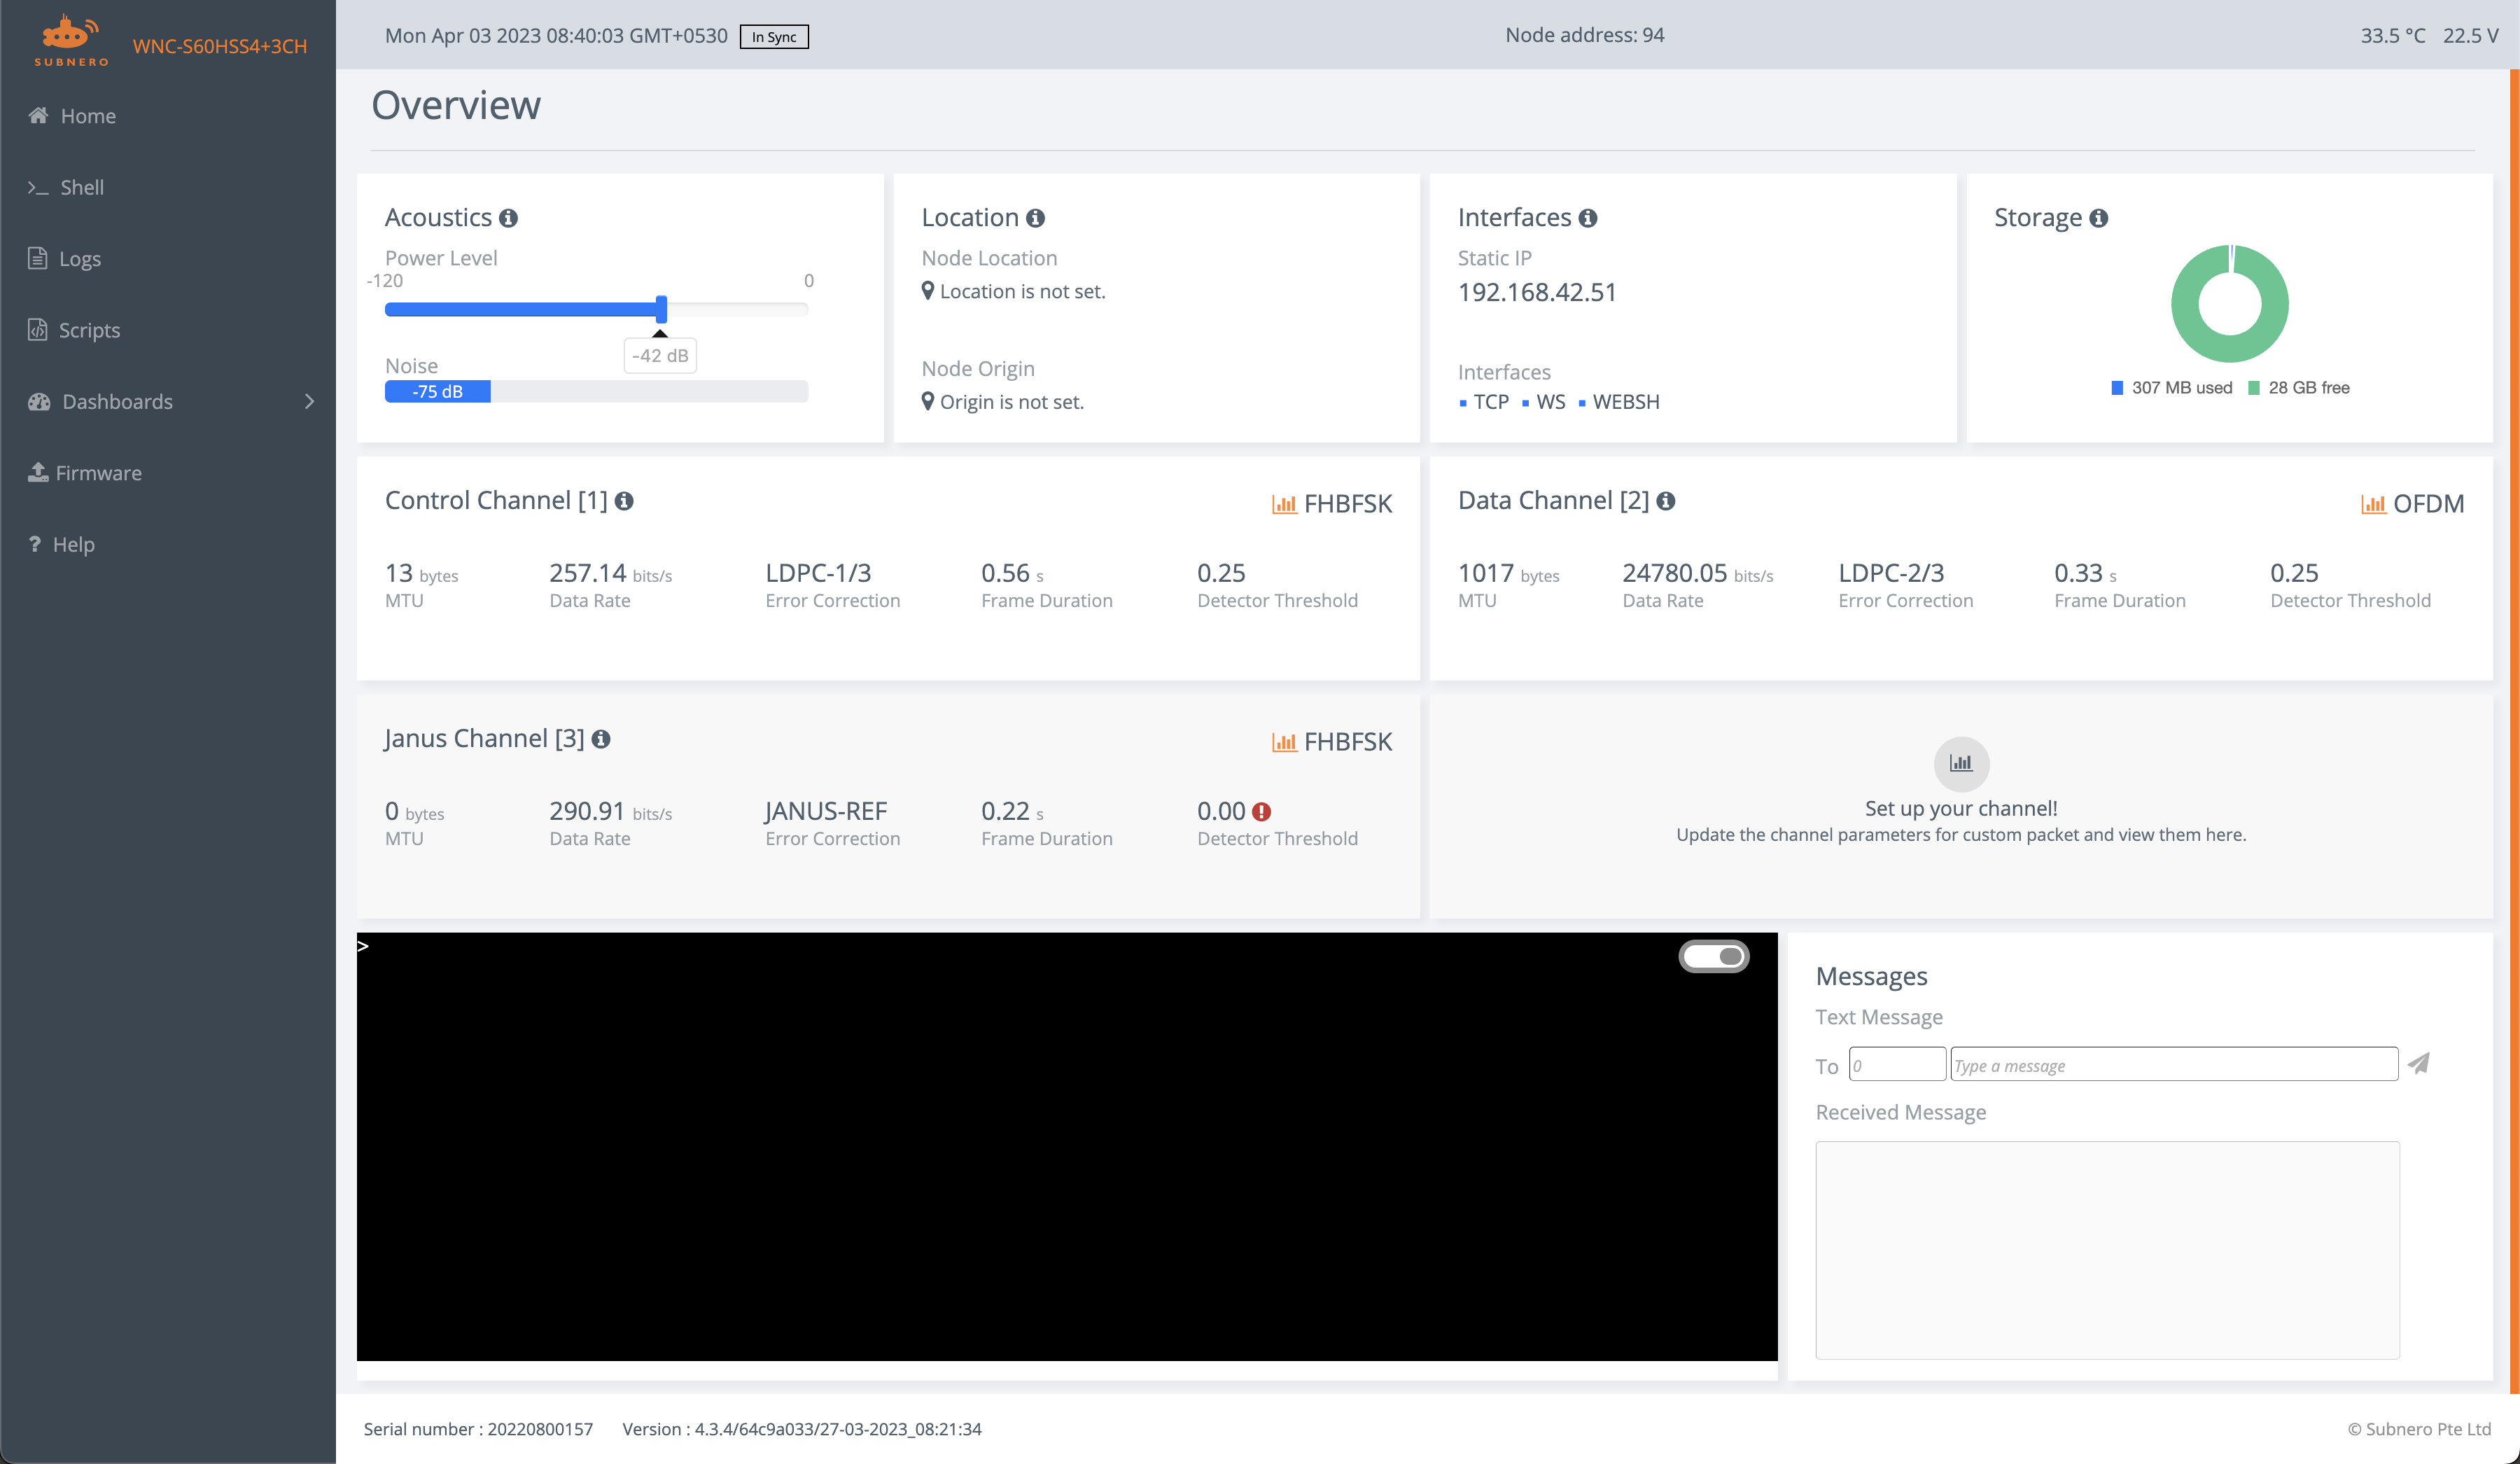 SUBNERO
WNC-S60HSS4+3CH
Home
Shell
Logs
Scripts
Dashboards
Firmware
Help
Mon Apr 03 2023 08:40:03 GMT+0530 In Sync
Node address: 94
33.5 °C 22.5 V
Overview
Acoustics
Power Level
-120 0
-42 dB
Noise
-75 dB
Location
Node Location
Location is not set.
Node Origin
Origin is not set.
Interfaces
Static IP
192.168.42.51
Interfaces
TCP WS WEBSH
Storage
307 MB used 28 GB free
Control Channel [1] FHBFSK
13 bytes 257.14 bits/s LDPC-1/3 0.56 s 0.25
MTU Data Rate Error Correction Frame Duration Detector Threshold
Data Channel [2] OFDM
1017 bytes 24780.05 bits/s LDPC-2/3 0.33 s 0.25
MTU Data Rate Error Correction Frame Duration Detector Threshold
Janus Channel [3] FHBFSK
0 bytes 290.91 bits/s JANUS-REF 0.22 s 0.00
MTU Data Rate Error Correction Frame Duration Detector Threshold
Set up your channel!
Update the channel parameters for custom packet and view them here.
>
Messages
Text Message
To 0 Type a message
Received Message
Serial number : 20220800157 Version : 4.3.4/64c9a033/27-03-2023_08:21:34
© Subnero Pte Ltd